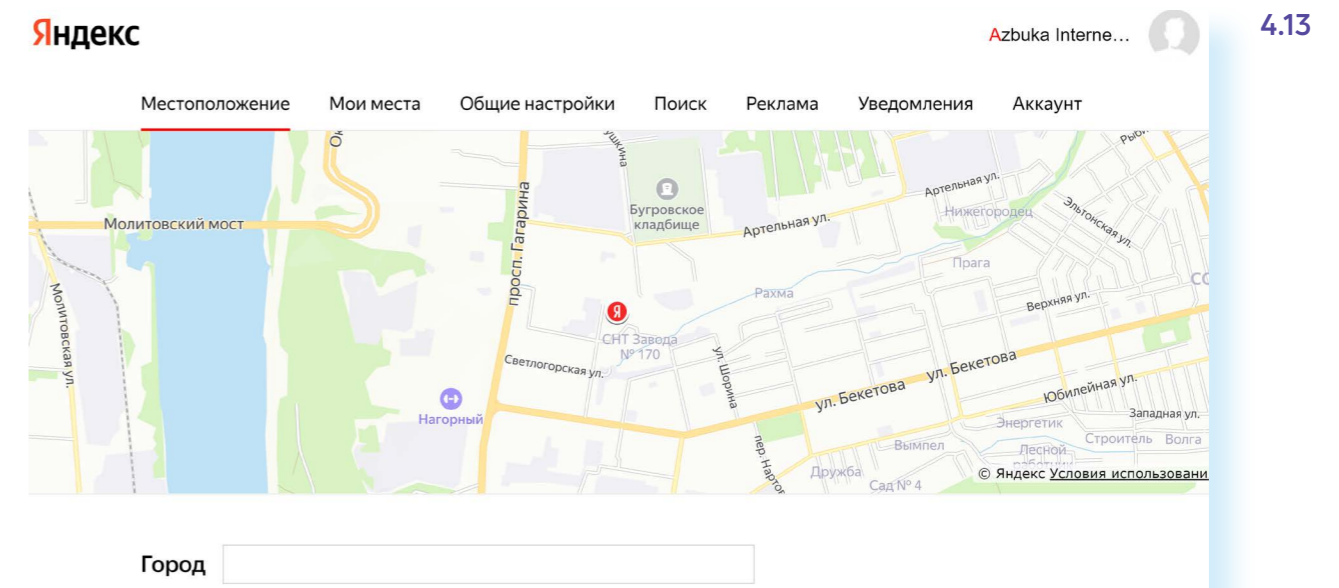 Яндекс
Azbuka Interne...
4.13
Местоположение Мои места Общие настройки Поиск Реклама Уведомления Аккаунт
Молитовский мост
Молитовская ул.
просп. Гагарина
Бугровское
кладбище
Артельная ул.
Артельная ул.
Нижегородец
Эльтонская ул.
Прага
Рахма
Верхняя ул.
Я
СНТ Завода
№ 170
Светлогорская ул.
ул. Шорина
ул. Бекетова
ул. Бекетова
Юбилейная ул.
Западная ул.
Нагорный
Энергетик
Строитель
Волга
Вымпел
Лесной
Дружба
Сад № 4
© Яндекс Условия использовани
Город